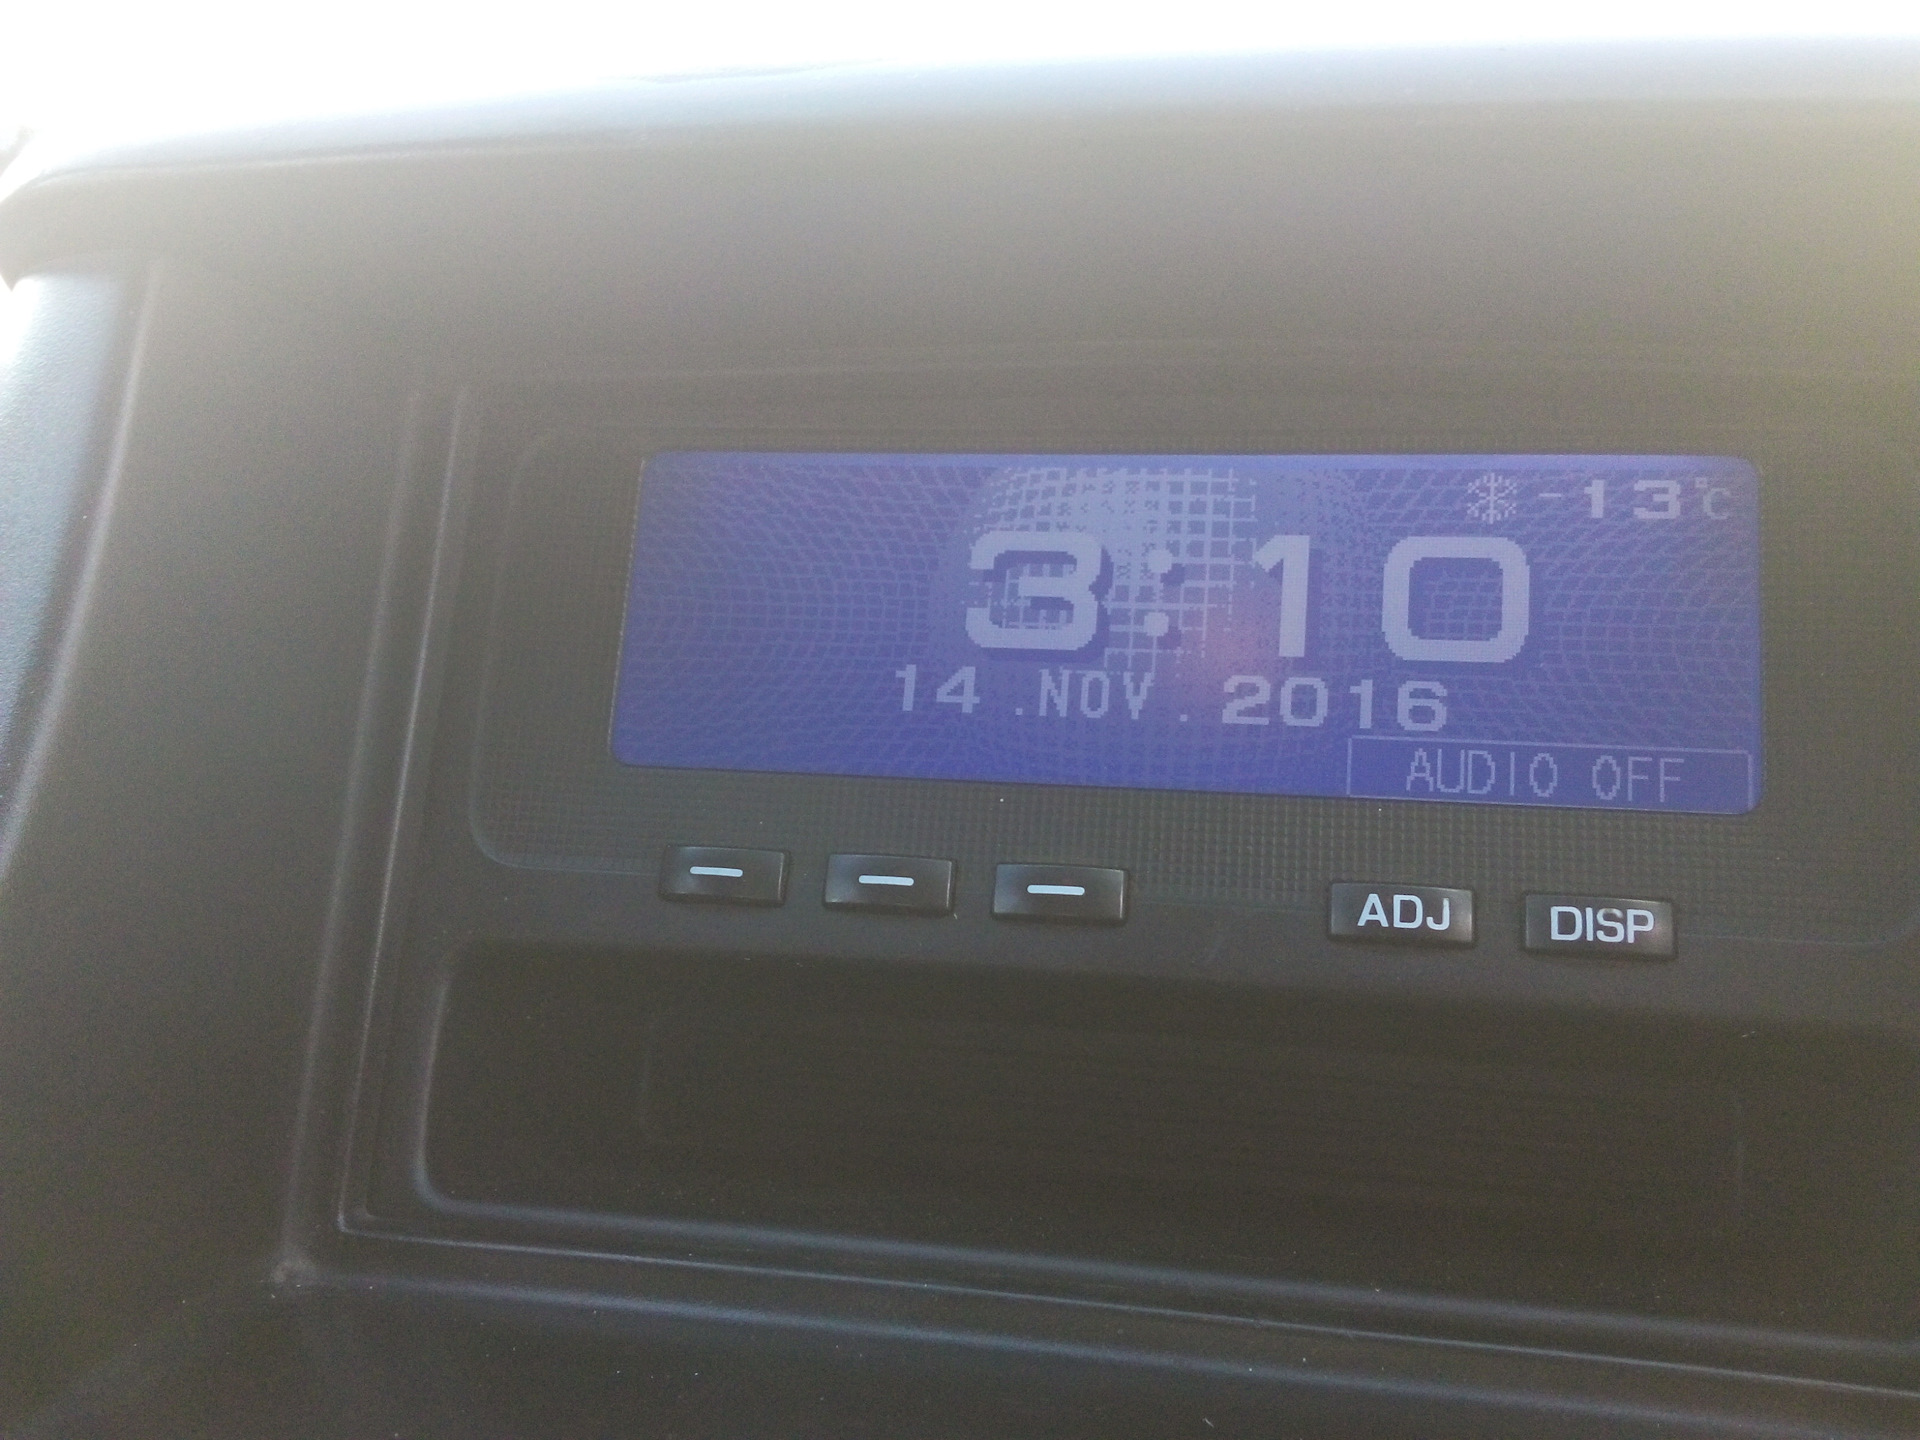 -13°C
3:10
14.NOV.2016
AUDIO OFF
ADJ DISP